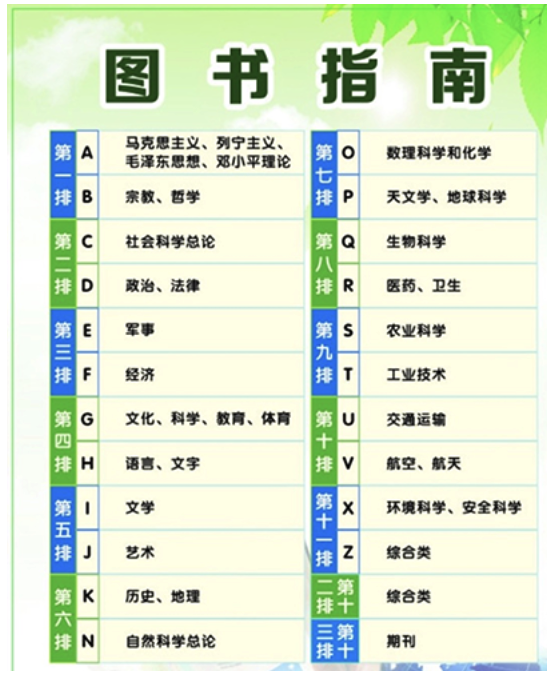 图书指南
第一排
A 马克思主义、列宁主义、
毛泽东思想、邓小平理论
B 宗教、哲学
第二排
C 社会科学总论
D 政治、法律
第三排
E 军事
F 经济
第四排
G 文化、科学、教育、体育
H 语言、文字
第五排
I 文学
J 艺术
第六排
K 历史、地理
N 自然科学总论
第七排
O 数理科学和化学
P 天文学、地球科学
第八排
Q 生物科学
R 医药、卫生
第九排
S 农业科学
T 工业技术
第十排
U 交通运输
V 航空、航天
第十一排
X 环境科学、安全科学
Z 综合类
第十二排
综合类
第十三排
期刊